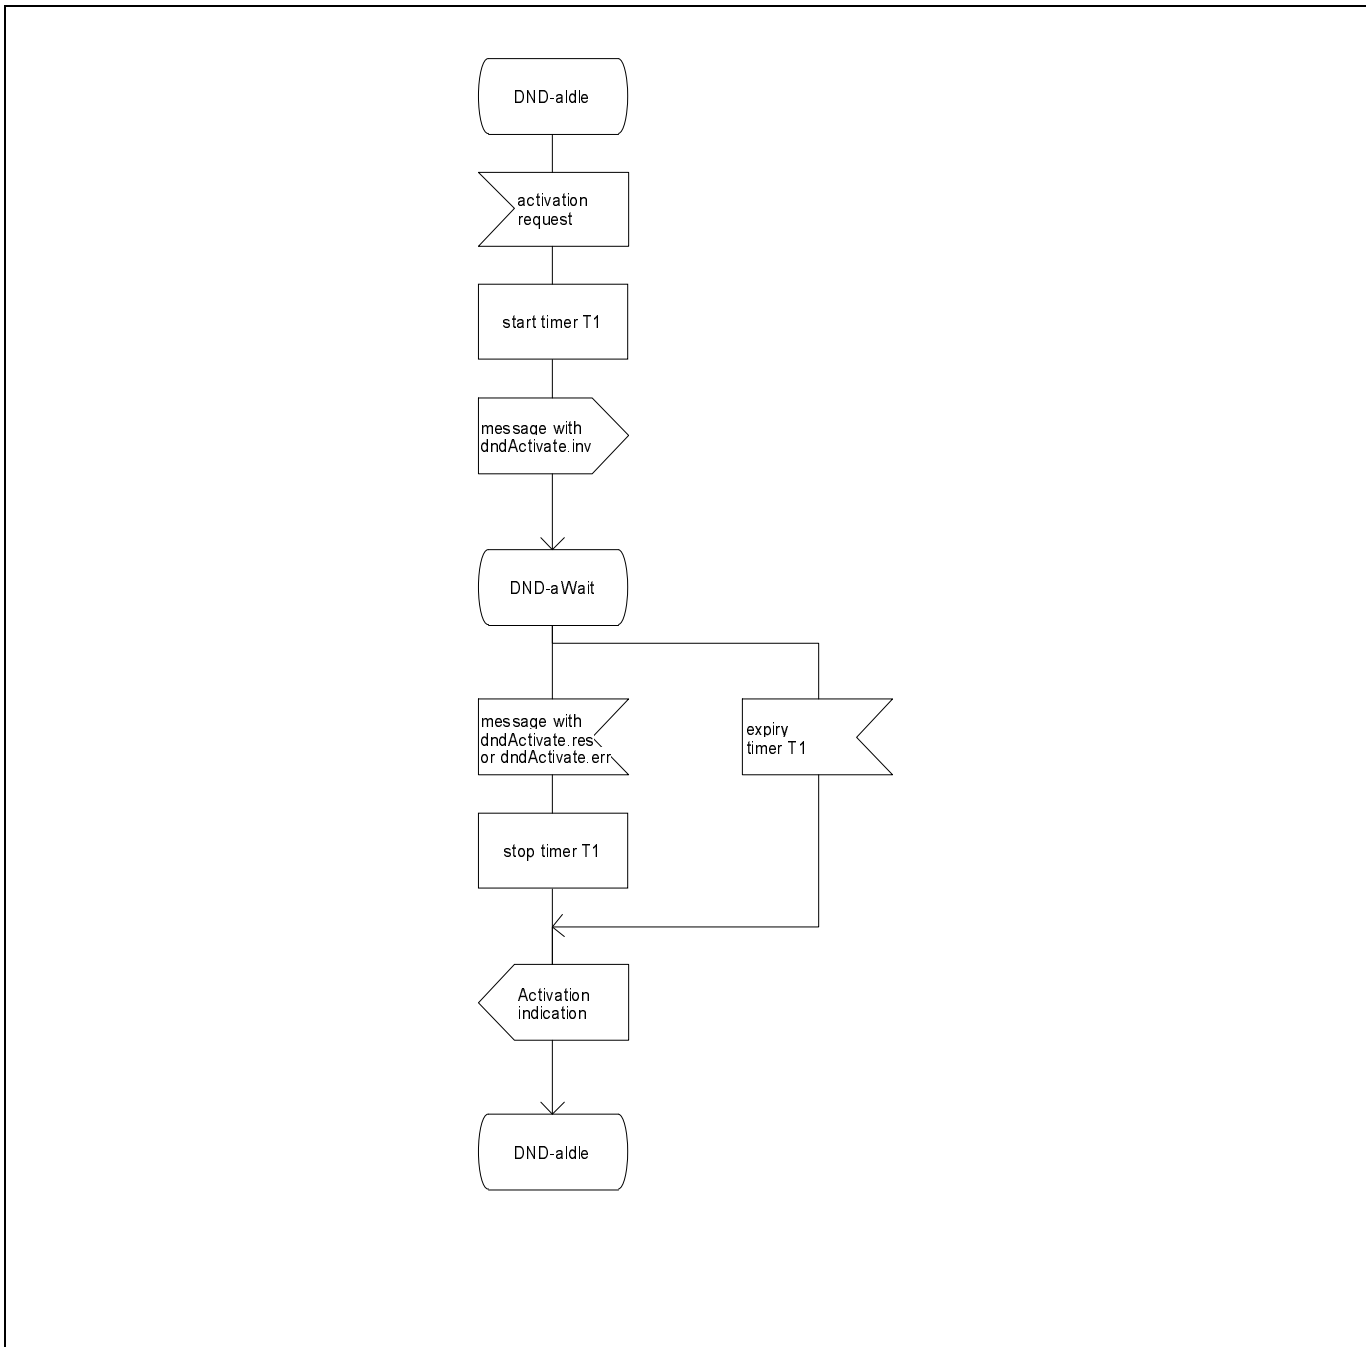 DND-aIdle
activation
request
start timer T1
message with
dndActivate.inv
DND-aWait
message with
dndActivate.res
or dndActivate.err
expiry
timer T1
stop timer T1
Activation
indication
DND-aIdle